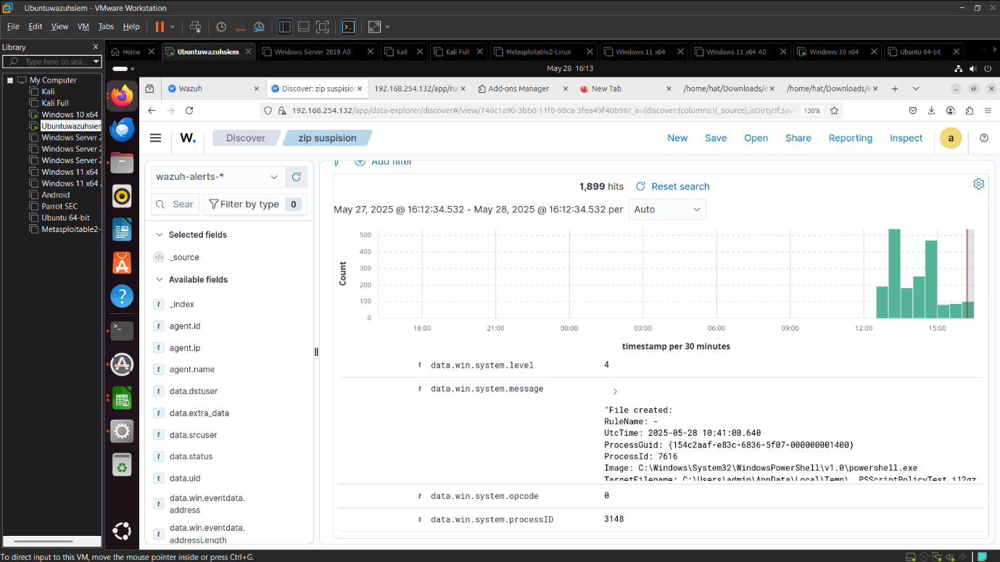 Ubuntuwazuhsiem - VMware Workstation
File Edit View VM Tabs Help
Library
Type here to sea...
My Computer
Kali
Kali Full
Windows 10 x64
Ubuntuwazuhsiem
Windows Server 2
Windows Server 2
Windows Server 2
Windows 11 x64
Windows 11 x64
Android
Parrot SEC
Ubuntu 64-bit
Metasploitable2-
Home
Ubuntuwazuhsiem
Windows Server 2019 AD
Kali
Kali Full
Metasploitable2-Linux
Windows 11 x64
Windows 11 x64 AD
Windows 10 x64
Ubuntu 64-bit
May 28 16:13
Wazuh
Discover: zip suspision
192.168.254.132/app/rul
Add-ons Manager
New Tab
/home/hat/Downloads/e
/home/hat/Downloads/e
192.168.254.132/app/data-explorer/discover#/view/746c1a90-3bb0-11f0-98ca-3fea49f40b96?_a=(discover:(columns:!(_source),isDirty:!f,save
130%
W.
Discover
zip suspision
New Save Open Share Reporting Inspect
a
wazuh-alerts-*
Sear
Filter by type 0
Selected fields
_source
Available fields
_index
agent.id
agent.ip
agent.name
data.dstuser
data.extra_data
data.srcuser
data.status
data.uid
data.win.eventdata.
address
data.win.eventdata.
addressLength
Add filter
1,899 hits
Reset search
May 27, 2025 @ 16:12:34.532 - May 28, 2025 @ 16:12:34.532 per
Auto
Count
500
400
300
200
100
0
18:00 21:00 00:00 03:00 06:00 09:00 12:00 15:00
timestamp per 30 minutes
t data.win.system.level 4
t data.win.system.message
"File created:
RuleName: -
UtcTime: 2025-05-28 10:41:00.640
ProcessGuid: {154c2aaf-e83c-6836-5f07-000000001400}
ProcessId: 7616
Image: C:\Windows\System32\WindowsPowerShell\v1.0\powershell.exe
TargetFilename: C:\Users\admin\AppData\Local\Temp\
t data.win.system.opcode 0
t data.win.system.processID 3148
To direct input to this VM, move the mouse pointer inside or press Ctrl+G.